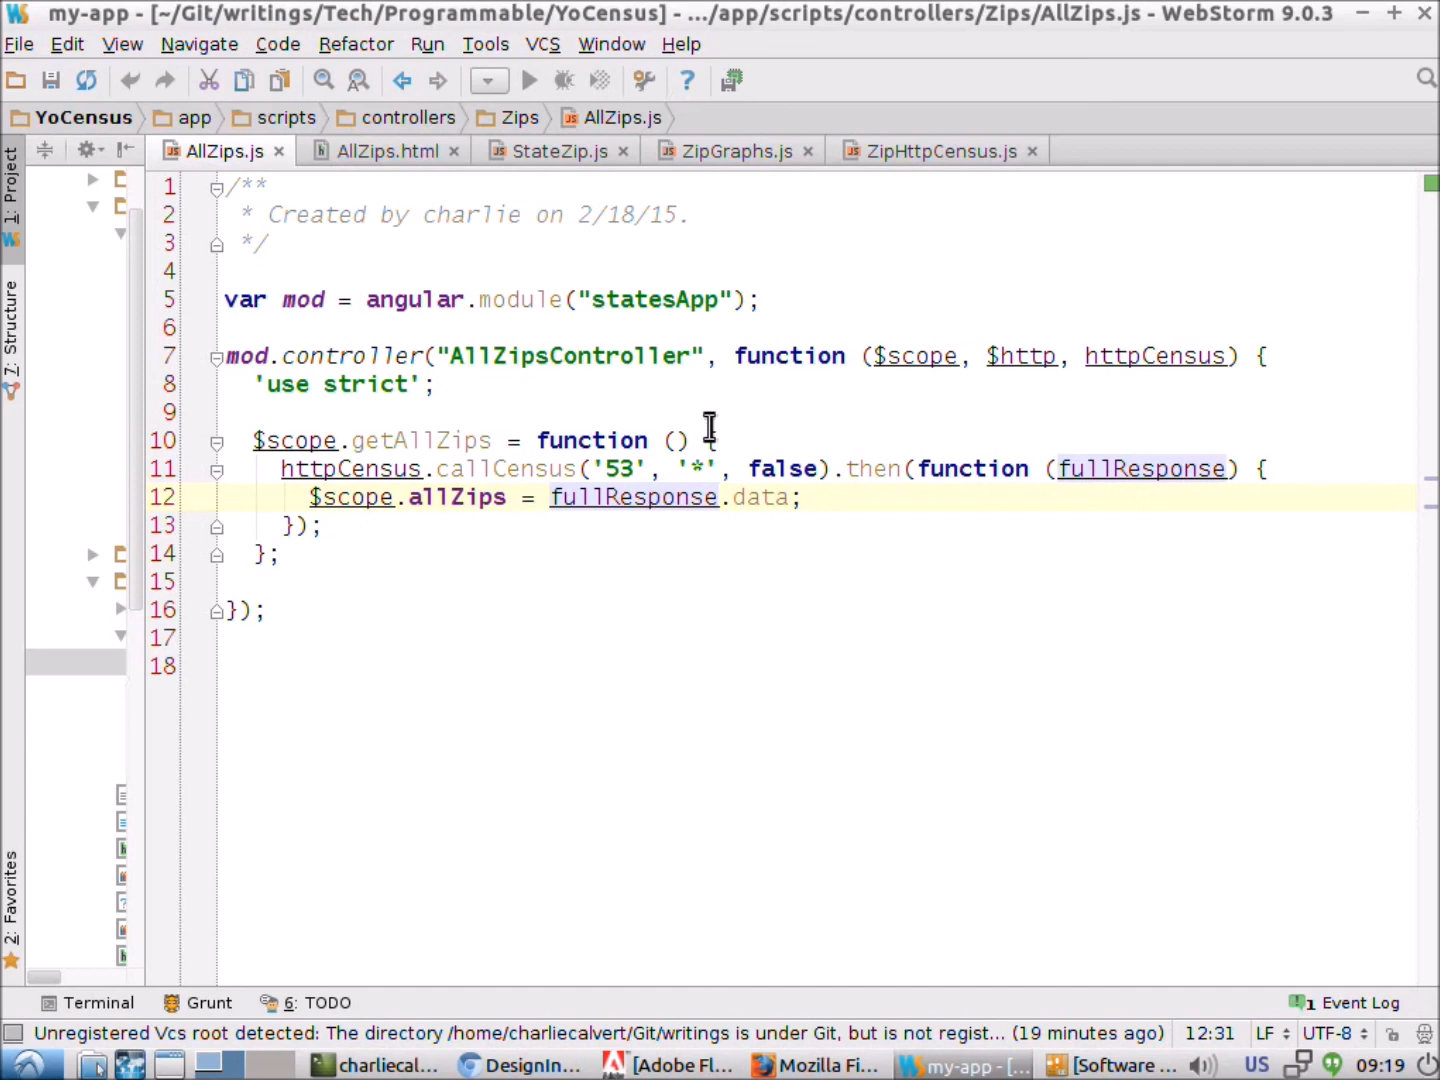 my-app - [~/Git/writings/Tech/Programmable/YoCensus] - .../app/scripts/controllers/Zips/AllZips.js - WebStorm 9.0.3
File Edit View Navigate Code Refactor Run Tools VCS Window Help
YoCensus app scripts controllers Zips AllZips.js
AllZips.js AllZips.html StateZip.js ZipGraphs.js ZipHttpCensus.js
1: Project
7: Structure
2: Favorites
1 /**
2 * Created by charlie on 2/18/15.
3 */
4
5 var mod = angular.module("statesApp");
6
7 mod.controller("AllZipsController", function ($scope, $http, httpCensus) {
8 'use strict';
9
10 $scope.getAllZips = function () {
11 httpCensus.callCensus('53', '*', false).then(function (fullResponse) {
12 $scope.allZips = fullResponse.data;
13 });
14 };
15
16 });
17
18
Terminal Grunt 6: TODO 1 Event Log
Unregistered Vcs root detected: The directory /home/charliecalvert/Git/writings is under Git, but is not regist... (19 minutes ago) 12:31 LF UTF-8
charliecal... DesignIn... [Adobe Fl... Mozilla Fi... my-app - [... [Software ... US 09:19